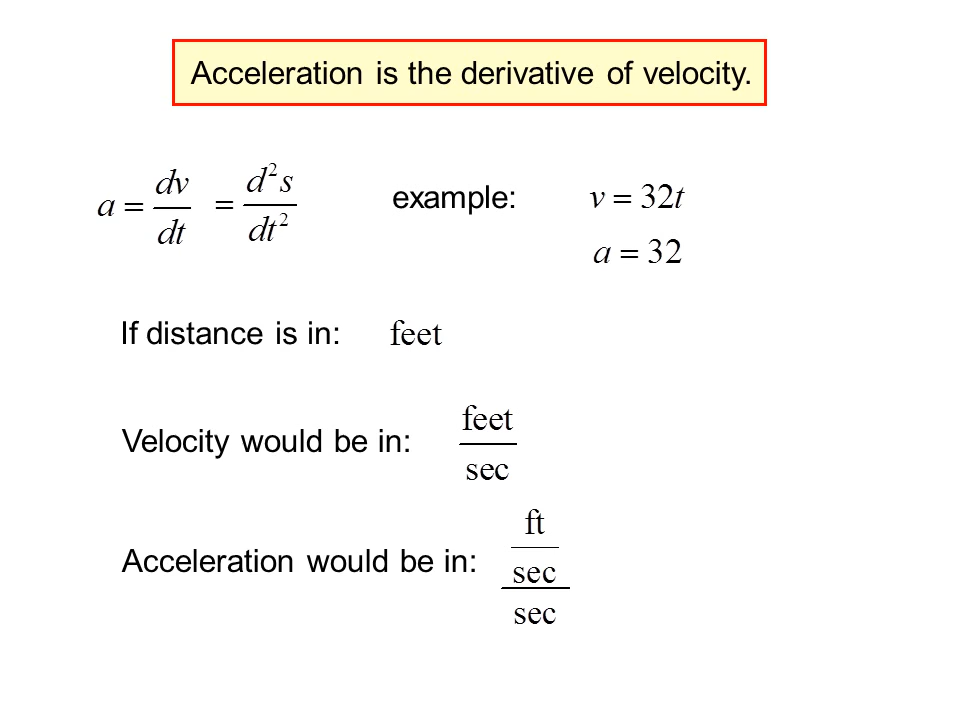 Acceleration is the derivative of velocity.
a = dv/dt = d²s/dt²
example: v = 32t
a = 32
If distance is in: feet
Velocity would be in: feet/sec
Acceleration would be in: ft/sec/sec